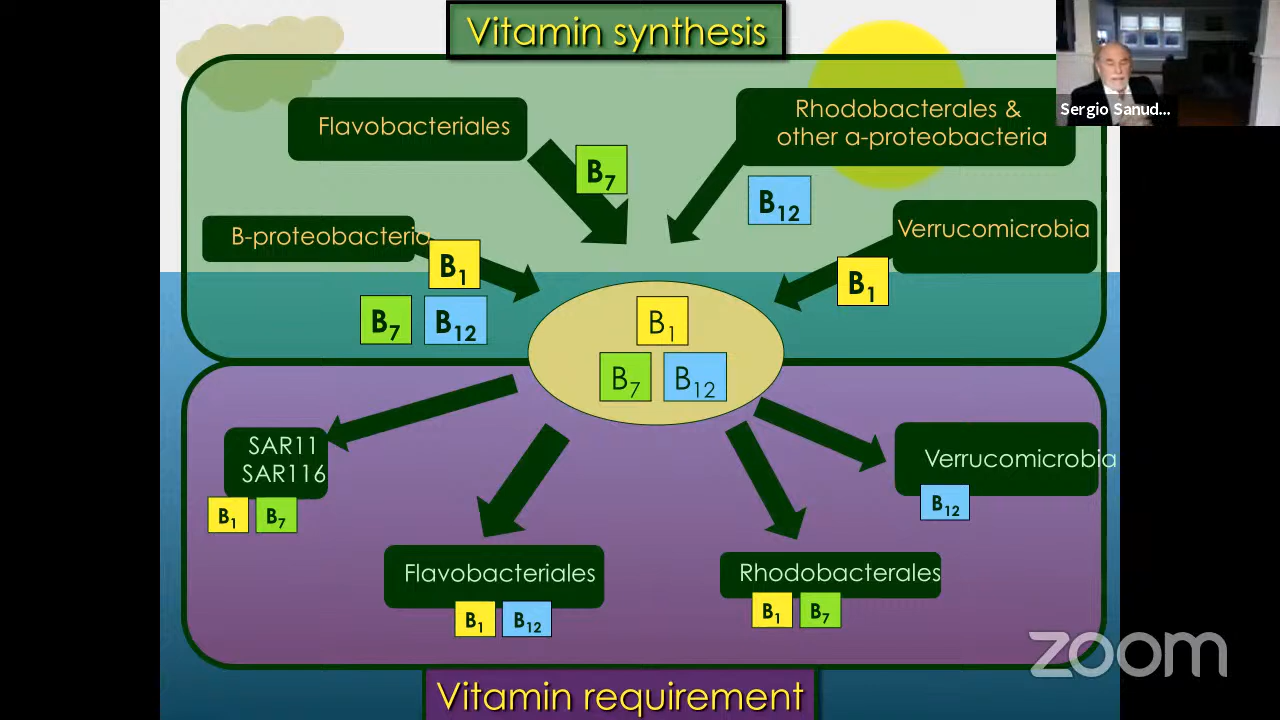 Vitamin synthesis
Flavobacteriales
Rhodobacterales &
other a-proteobacteria
Sergio Sanud...
B7
B12
B-proteobacteria
Verrucomicrobia
B1
B1
B7
B12
B1
B7
B12
SAR11
SAR116
B1
B7
Verrucomicrobia
B12
Flavobacteriales
B1
B12
Rhodobacterales
B1
B7
zoom
Vitamin requirement